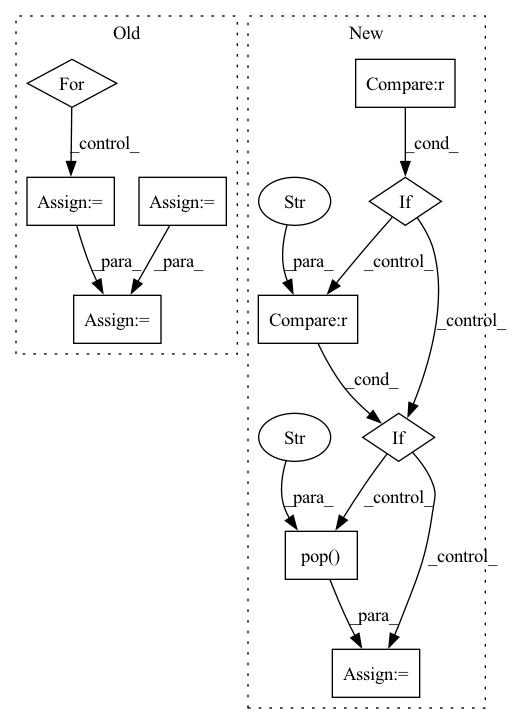 Old
New
For
Compare:r
_control_
_cond_
Assign:=
Assign:=
Str
If
_para_
_para_
_para_
_control_
Assign:=
Compare:r
_control_
_cond_
Str
If
_para_
_control_
pop()
_control_
_para_
Assign:=